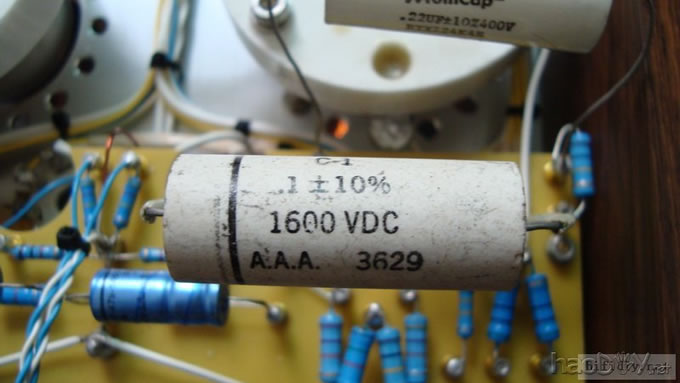 .22UF±10%400V
C-1
.1 ±10%
1600 VDC
A.A.A. 3629